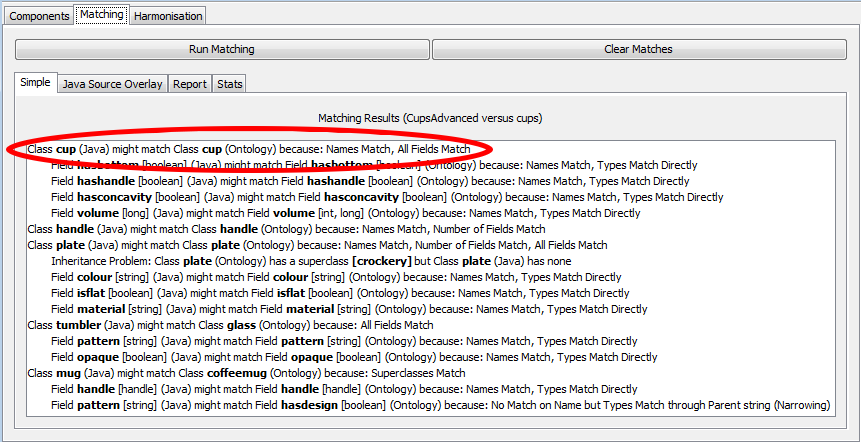 Components Matching Harmonisation
Run Matching Clear Matches
Simple Java Source Overlay Report Stats
Matching Results (CupsAdvanced versus cups)
Class cup (Java) might match Class cup (Ontology) because: Names Match, All Fields Match
Field hasbottom [boolean] (Java) might match Field hasbottom [boolean] (Ontology) because: Names Match, Types Match Directly
Field hashandle [boolean] (Java) might match Field hashandle [boolean] (Ontology) because: Names Match, Types Match Directly
Field hasconcavity [boolean] (Java) might match Field hasconcavity [boolean] (Ontology) because: Names Match, Types Match Directly
Field volume [long] (Java) might match Field volume [int, long] (Ontology) because: Names Match, Types Match Directly
Class handle (Java) might match Class handle (Ontology) because: Names Match, Number of Fields Match
Class plate (Java) might match Class plate (Ontology) because: Names Match, Number of Fields Match, All Fields Match
Inheritance Problem: Class plate (Ontology) has a superclass [crockery] but Class plate (Java) has none
Field colour [string] (Java) might match Field colour [string] (Ontology) because: Names Match, Types Match Directly
Field isflat [boolean] (Java) might match Field isflat [boolean] (Ontology) because: Names Match, Types Match Directly
Field material [string] (Java) might match Field material [string] (Ontology) because: Names Match, Types Match Directly
Class tumbler (Java) might match Class glass (Ontology) because: All Fields Match
Field pattern [string] (Java) might match Field pattern [string] (Ontology) because: Names Match, Types Match Directly
Field opaque [boolean] (Java) might match Field opaque [boolean] (Ontology) because: Names Match, Types Match Directly
Class mug (Java) might match Class coffeemug (Ontology) because: Superclasses Match
Field handle [handle] (Java) might match Field handle [handle] (Ontology) because: Names Match, Types Match Directly
Field pattern [string] (Java) might match Field hasdesign [boolean] (Ontology) because: No Match on Name but Types Match through Parent string (Narrowing)